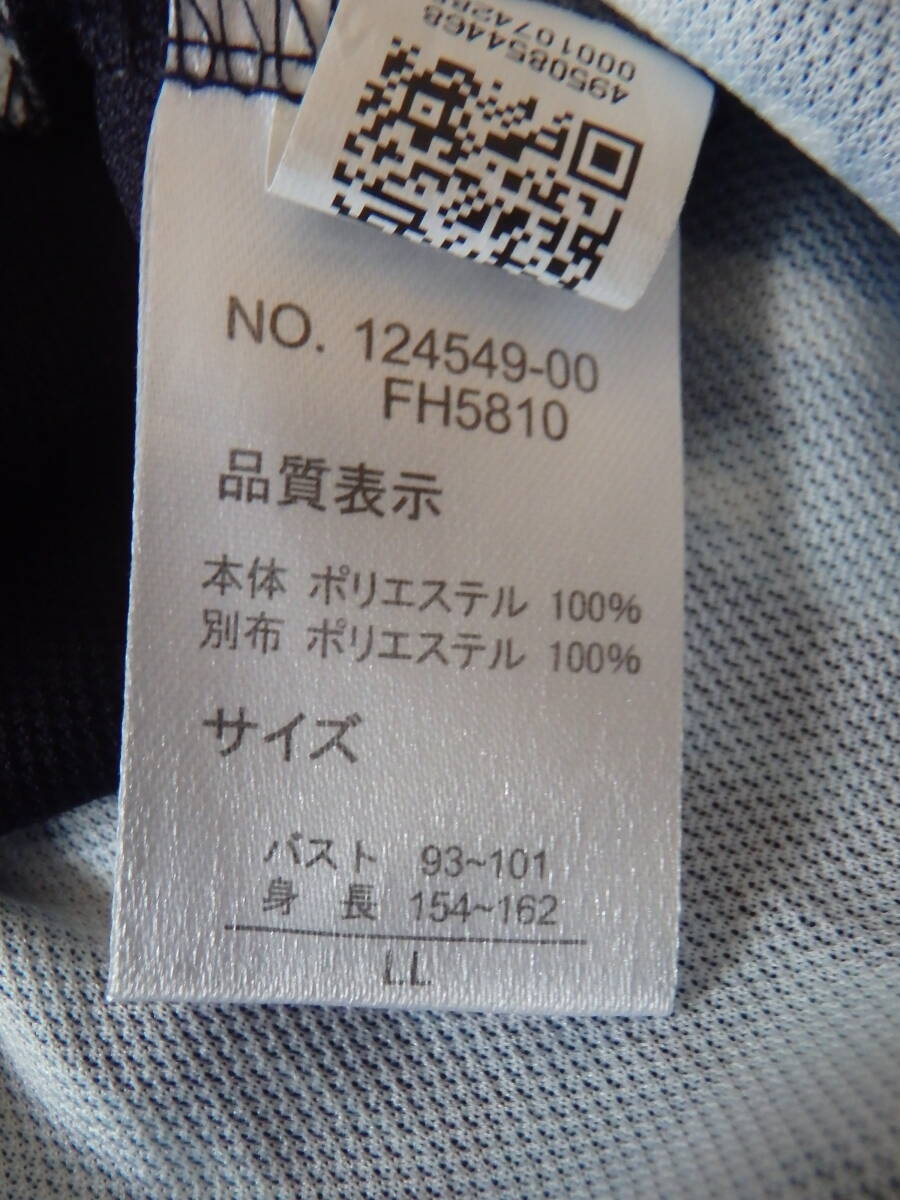 NO. 124549-00
FH5810
品質表示
本体 ポリエステル 100%
別布 ポリエステル 100%
サイズ
バスト 93~101
身 長 154~162
LL